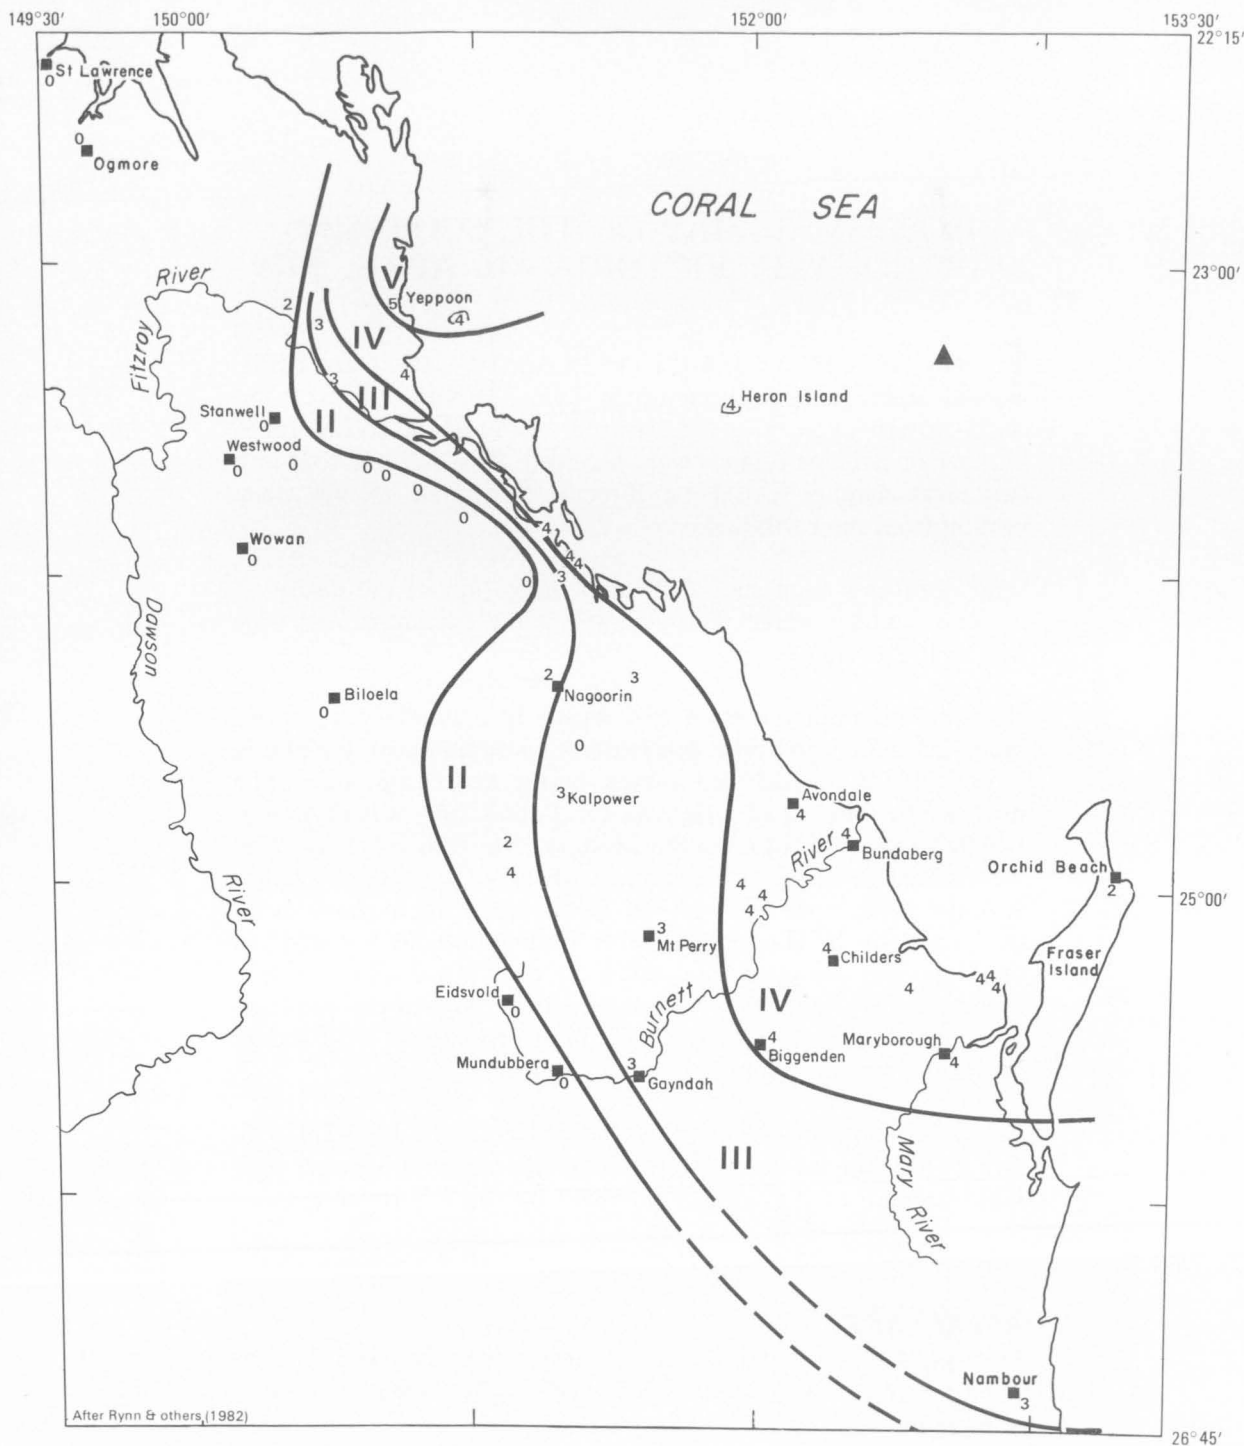 149°30' 150°00' 152°00' 153°30'
22°15'
St Lawrence
0
0
Ogmore
CORAL SEA
River
V
23°00'
2
5 Yeppoon
4
3
IV
Fitzroy
3
4
III
4 Heron Island
Stanwell
0
II
Westwood
0
0
0
0
0
0
4
Wowan
0
4
4
3
0
Dawson
2
3
Nagoorin
Biloela
0
0
II
3 Kalpower
Avondale
4
2
4
River
4
Bundaberg
Orchid Beach
2
4
4
4
River
25°00'
3
Mt Perry
4
Childers
Fraser
Island
4
4
4
4
Eidsvold
0
Burnett
IV
4
Biggenden
Maryborough
4
Mundubbera
0
3
Gayndah
III
Mary River
Nambour
3
After Rynn & others,(1982)
26°45'